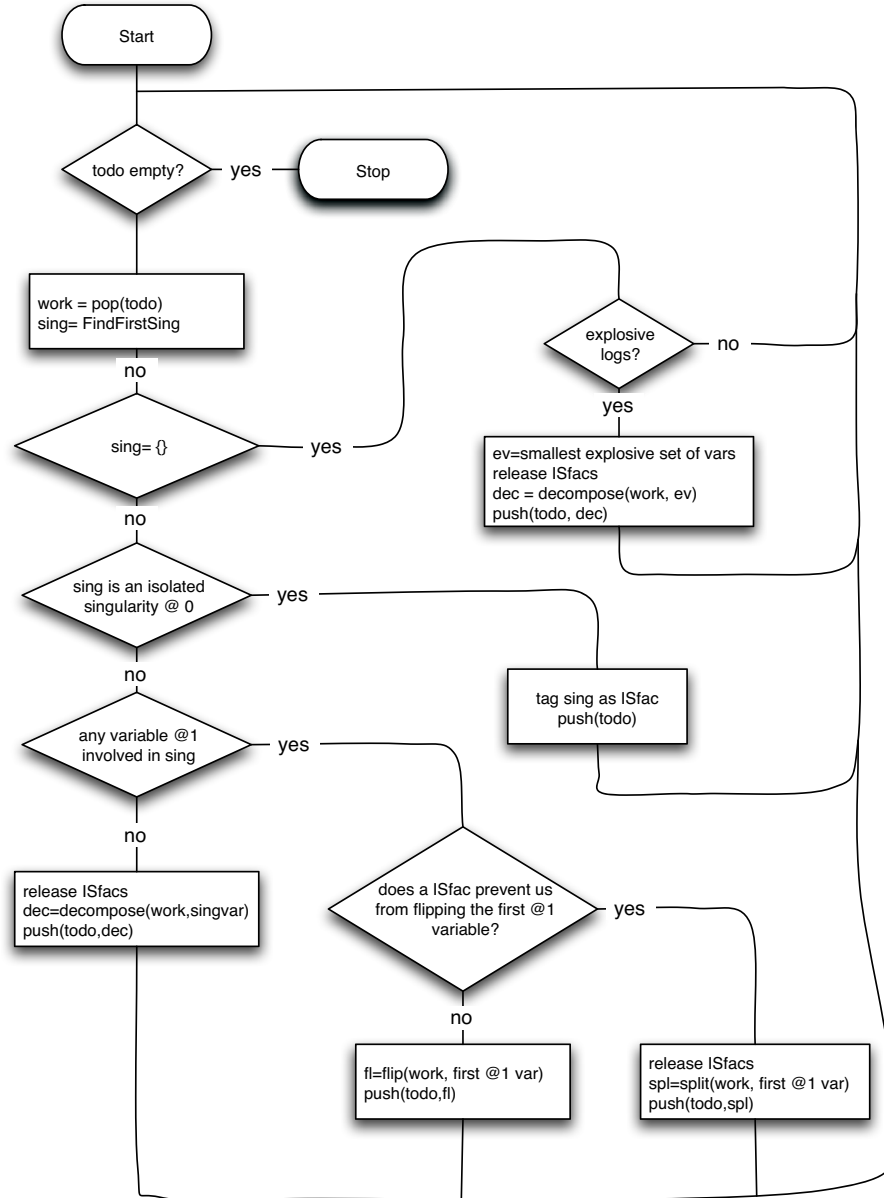 Start
todo empty?
yes
Stop
work = pop(todo)
sing= FindFirstSing
no
sing= {}
yes
explosive
logs?
no
yes
ev=smallest explosive set of vars
release ISfacs
dec = decompose(work, ev)
push(todo, dec)
no
sing is an isolated
singularity @ 0
yes
tag sing as ISfac
push(todo)
no
any variable @1
involved in sing
yes
no
release ISfacs
dec=decompose(work,singvar)
push(todo,dec)
does a ISfac prevent us
from flipping the first @1
variable?
yes
no
fl=flip(work, first @1 var)
push(todo,fl)
release ISfacs
spl=split(work, first @1 var)
push(todo,spl)